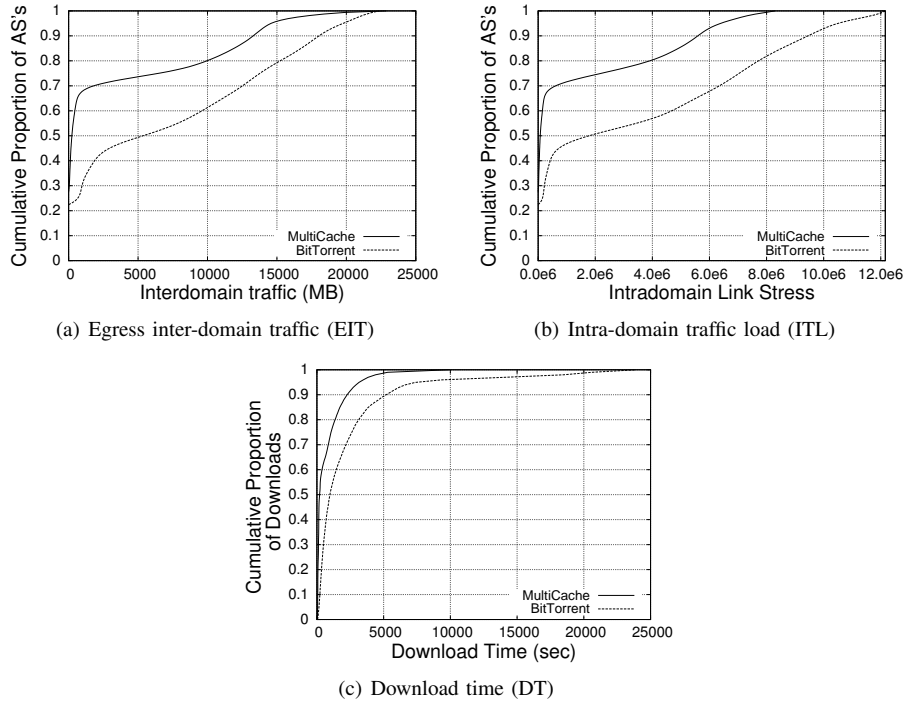 Cumulative Proportion of AS's
1
0.9
0.8
0.7
0.6
0.5
0.4
0.3
0.2
0.1
0
0 5000 10000 15000 20000 25000
Interdomain traffic (MB)
MultiCache
BitTorrent
(a) Egress inter-domain traffic (EIT)
Cumulative Proportion of AS's
1
0.9
0.8
0.7
0.6
0.5
0.4
0.3
0.2
0.1
0
0.0e6 2.0e6 4.0e6 6.0e6 8.0e6 10.0e6 12.0e6
Intradomain Link Stress
MultiCache
BitTorrent
(b) Intra-domain traffic load (ITL)
Cumulative Proportion
of Downloads
1
0.9
0.8
0.7
0.6
0.5
0.4
0.3
0.2
0.1
0
0 5000 10000 15000 20000 25000
Download Time (sec)
MultiCache
BitTorrent
(c) Download time (DT)